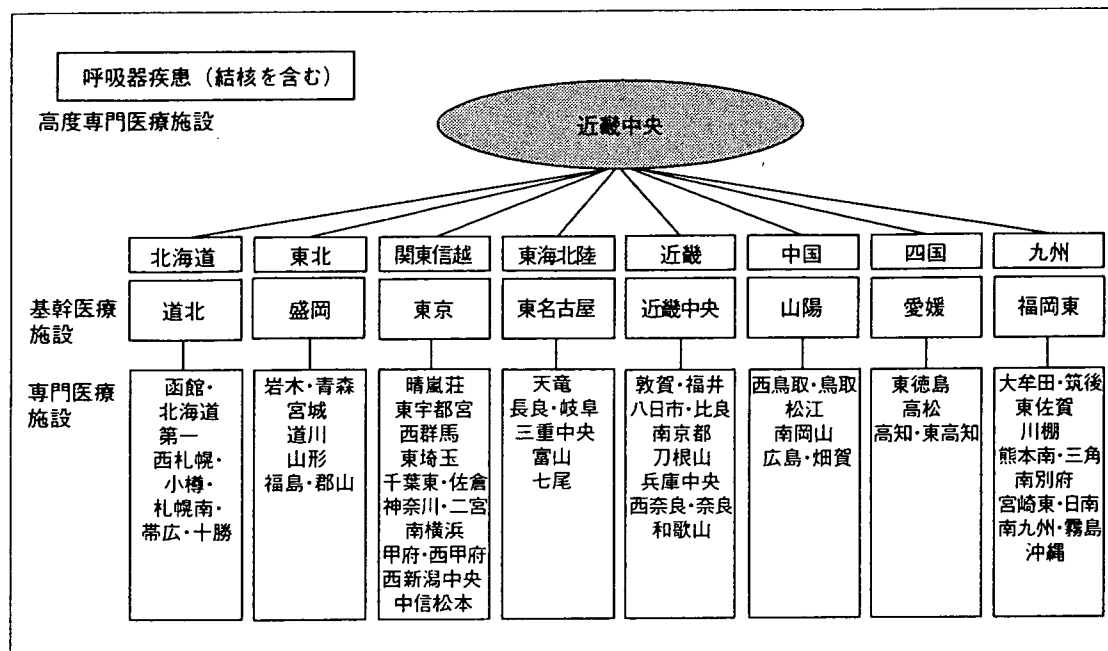 呼吸器疾患(結核を含む)
高度専門医療施設
近畿中央
北海道
東北
関東信越
東海北陸
近畿
中国
四国
九州
基幹医療
施設
道北
盛岡
東京
東名古屋
近畿中央
山陽
愛媛
福岡東
専門医療
施設
函館・
北海道
第一
西札幌・
小樽・
札幌南・
帯広・十勝
岩木・青森
宮城
道川
山形
福島・郡山
晴嵐荘
東宇都宮
西群馬
東埼玉
千葉東・佐倉
神奈川・二宮
南横浜
甲府・西甲府
西新潟中央
中信松本
天竜
長良・岐阜
三重中央
富山
七尾
敦賀・福井
八日市・比良
南京都
刀根山
兵庫中央
西奈良・奈良
和歌山
西鳥取・鳥取
松江
南岡山
広島・畑賀
東徳島
高松
高知・東高知
大牟田・筑後
東佐賀
川棚
熊本南・三角
南別府
宮崎東・日南
南九州・霧島
沖縄